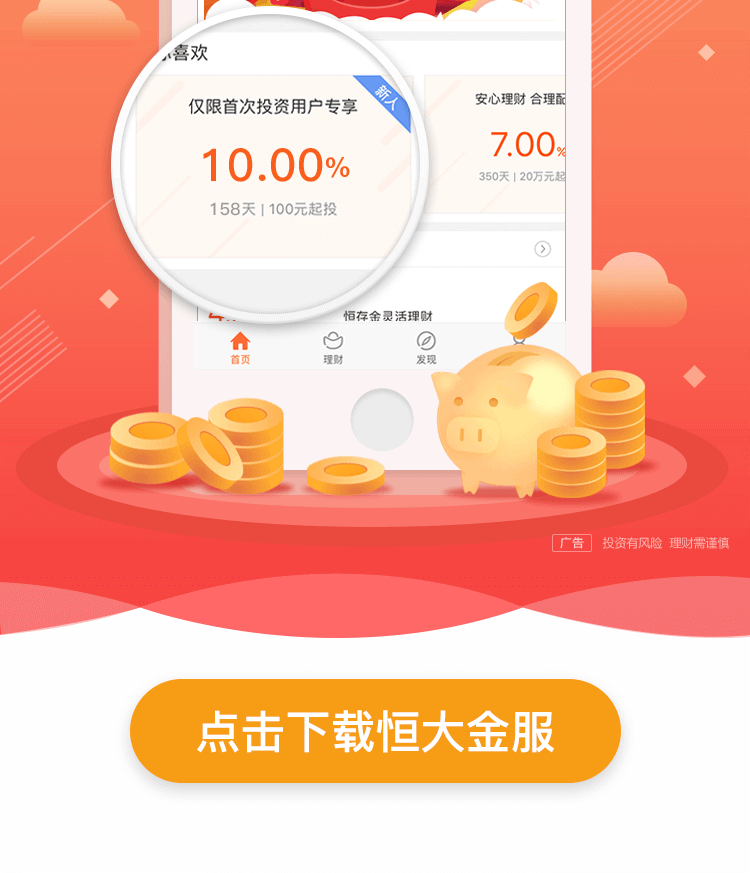 喜欢
新人
仅限首次投资用户专享
10.00%
158天 | 100元起投
安心理财 合理配
7.00%
350天 | 20万元起
恒存金灵活理财
首页
理财
发现
广告
投资有风险 理财需谨慎
点击下载恒大金服